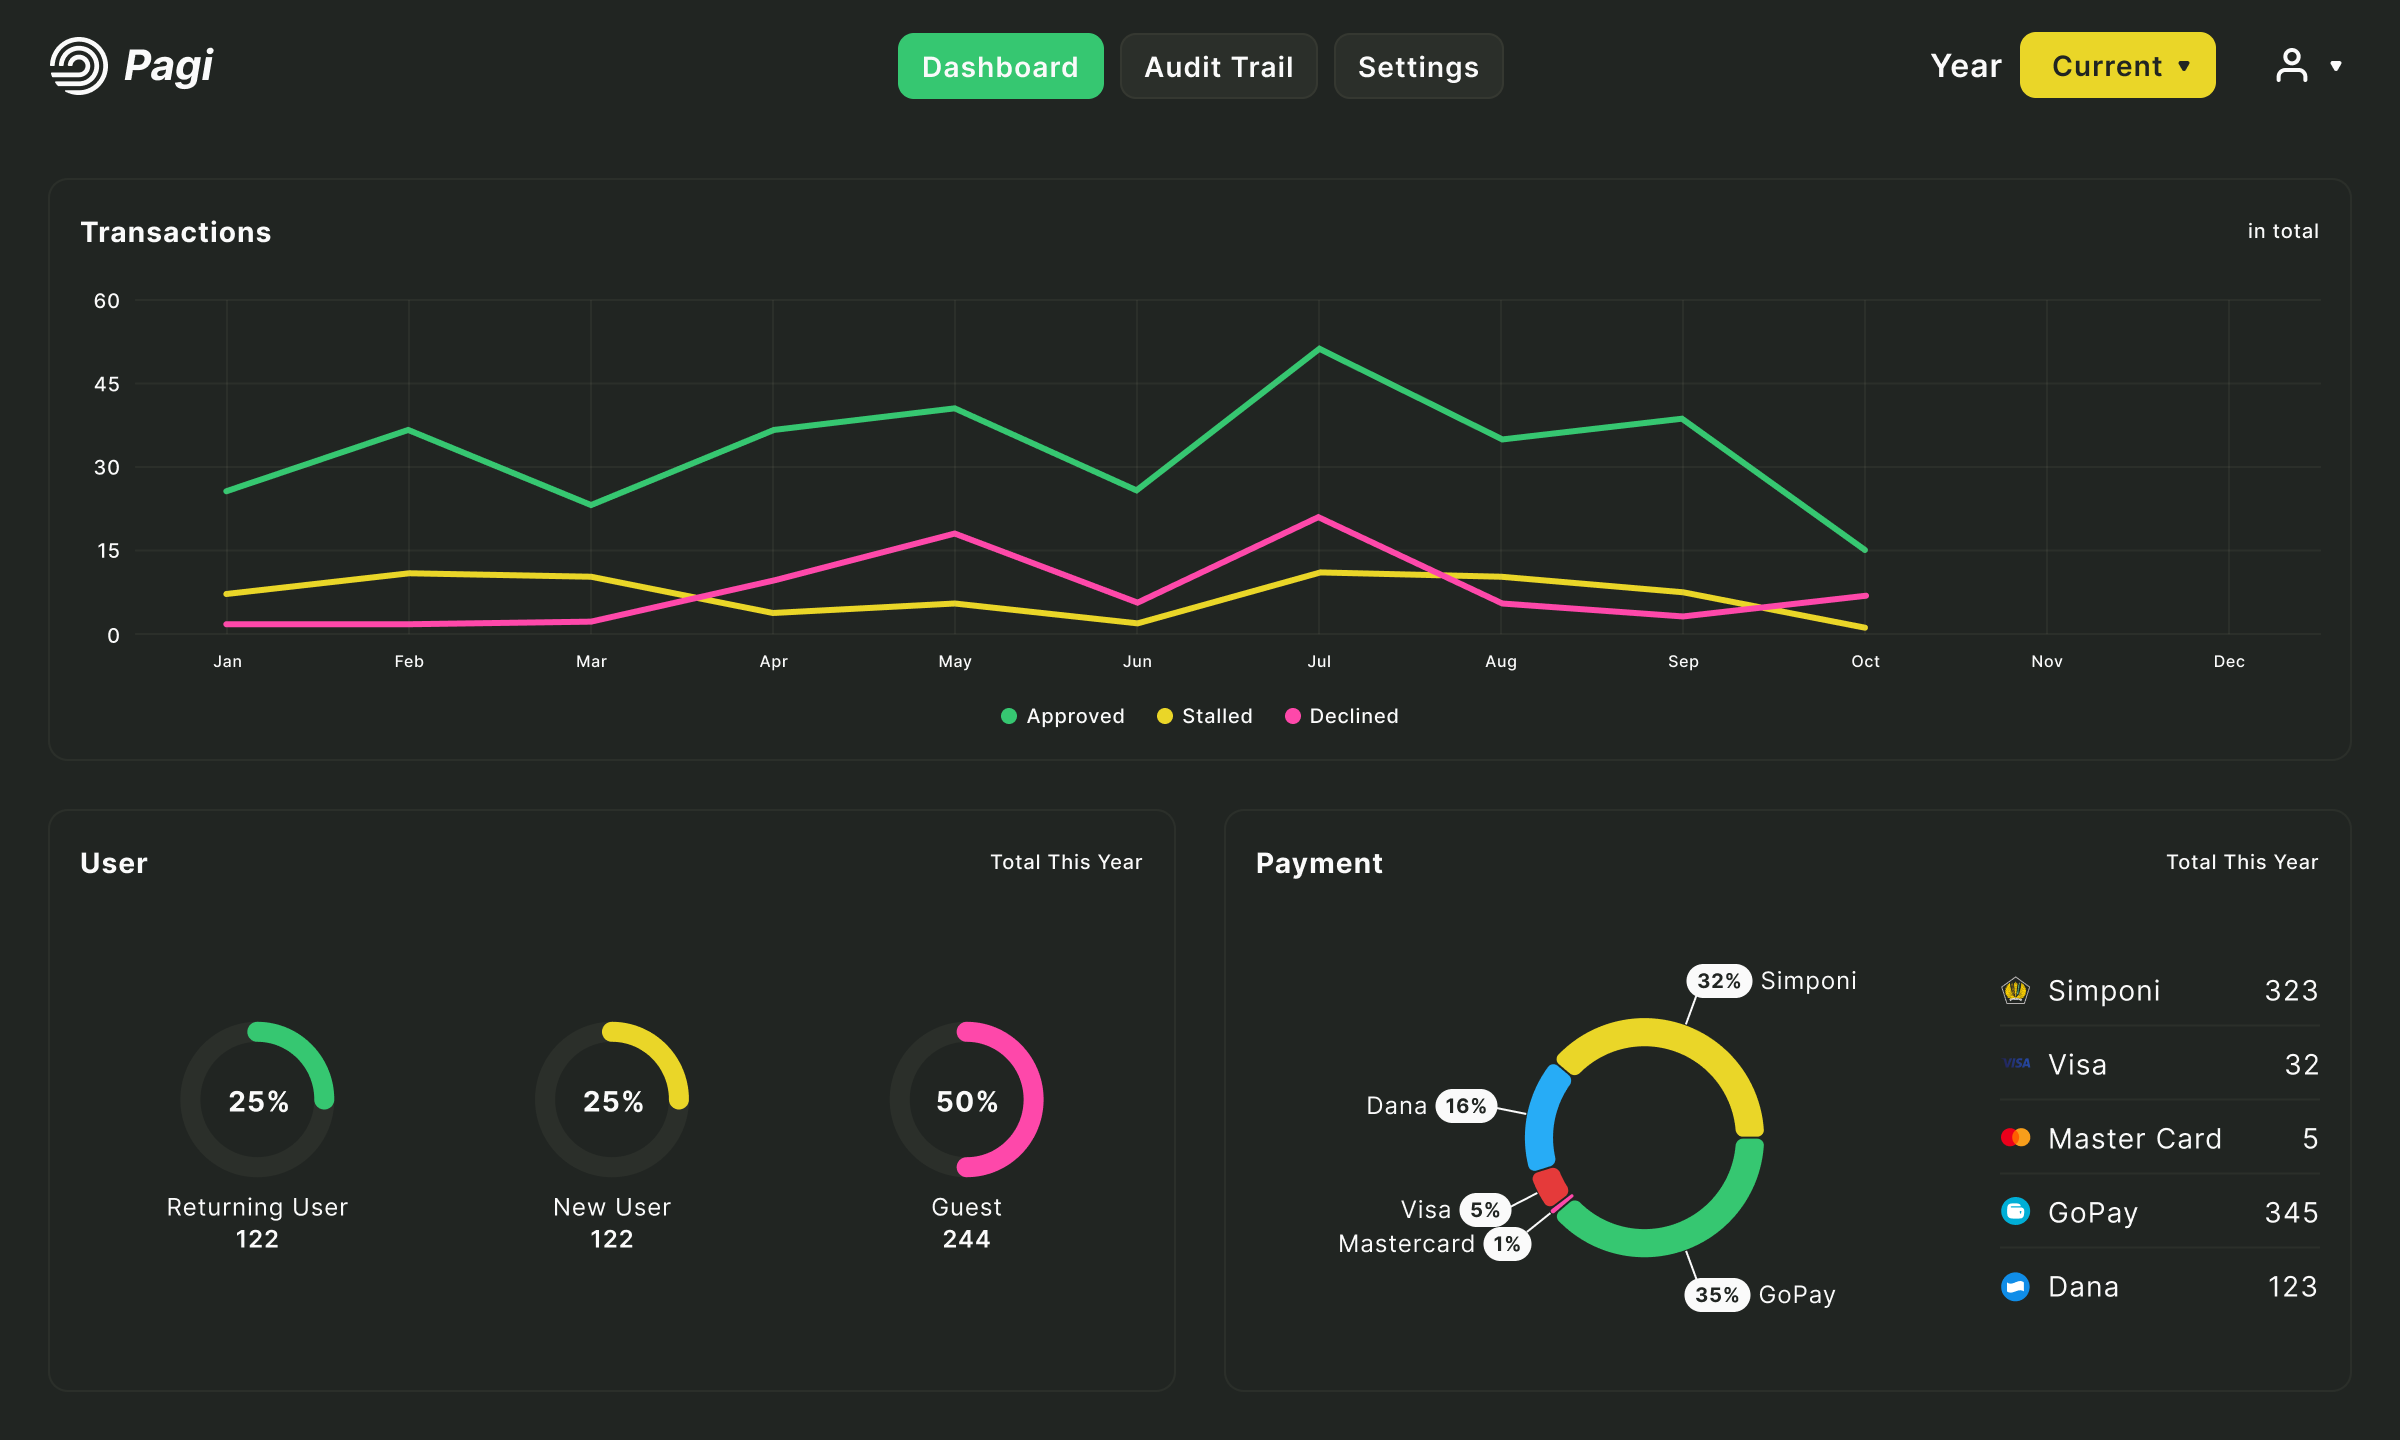 Pagi
Dashboard
Audit Trail
Settings
Year
Current
Transactions
in total
60
45
30
15
0
Jan
Feb
Mar
Apr
May
Jun
Jul
Aug
Sep
Oct
Nov
Dec
Approved
Stalled
Declined
User
Total This Year
25%
Returning User
122
25%
New User
122
50%
Guest
244
Payment
Total This Year
32% Simponi
Dana 16%
Visa 5%
Mastercard 1%
35% GoPay
Simponi 323
VISA Visa 32
Master Card 5
GoPay 345
Dana 123